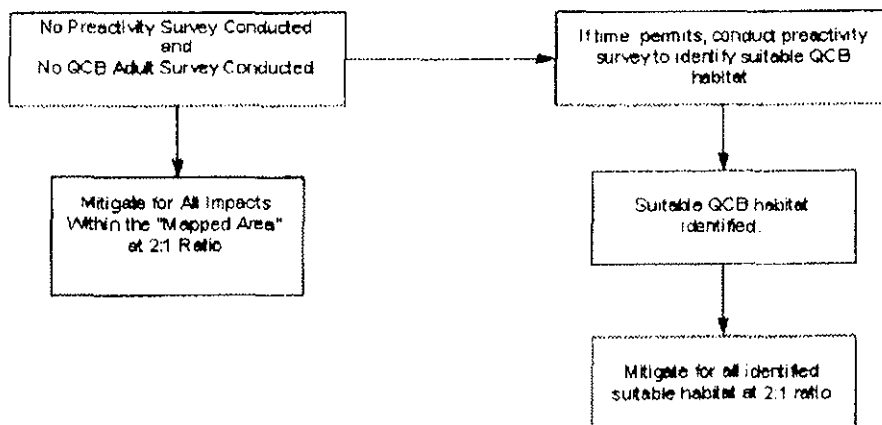 No Preactivity Survey Conducted
and
No QCB Adult Survey Conducted
If time permits, conduct preactivity
survey to identify suitable QCB
habitat
Mitigate for All Impacts
Within the "Mapped Area"
at 2:1 Ratio
Suitable QCB habitat
identified.
Mitigate for all identified
suitable habitat at 2:1 ratio